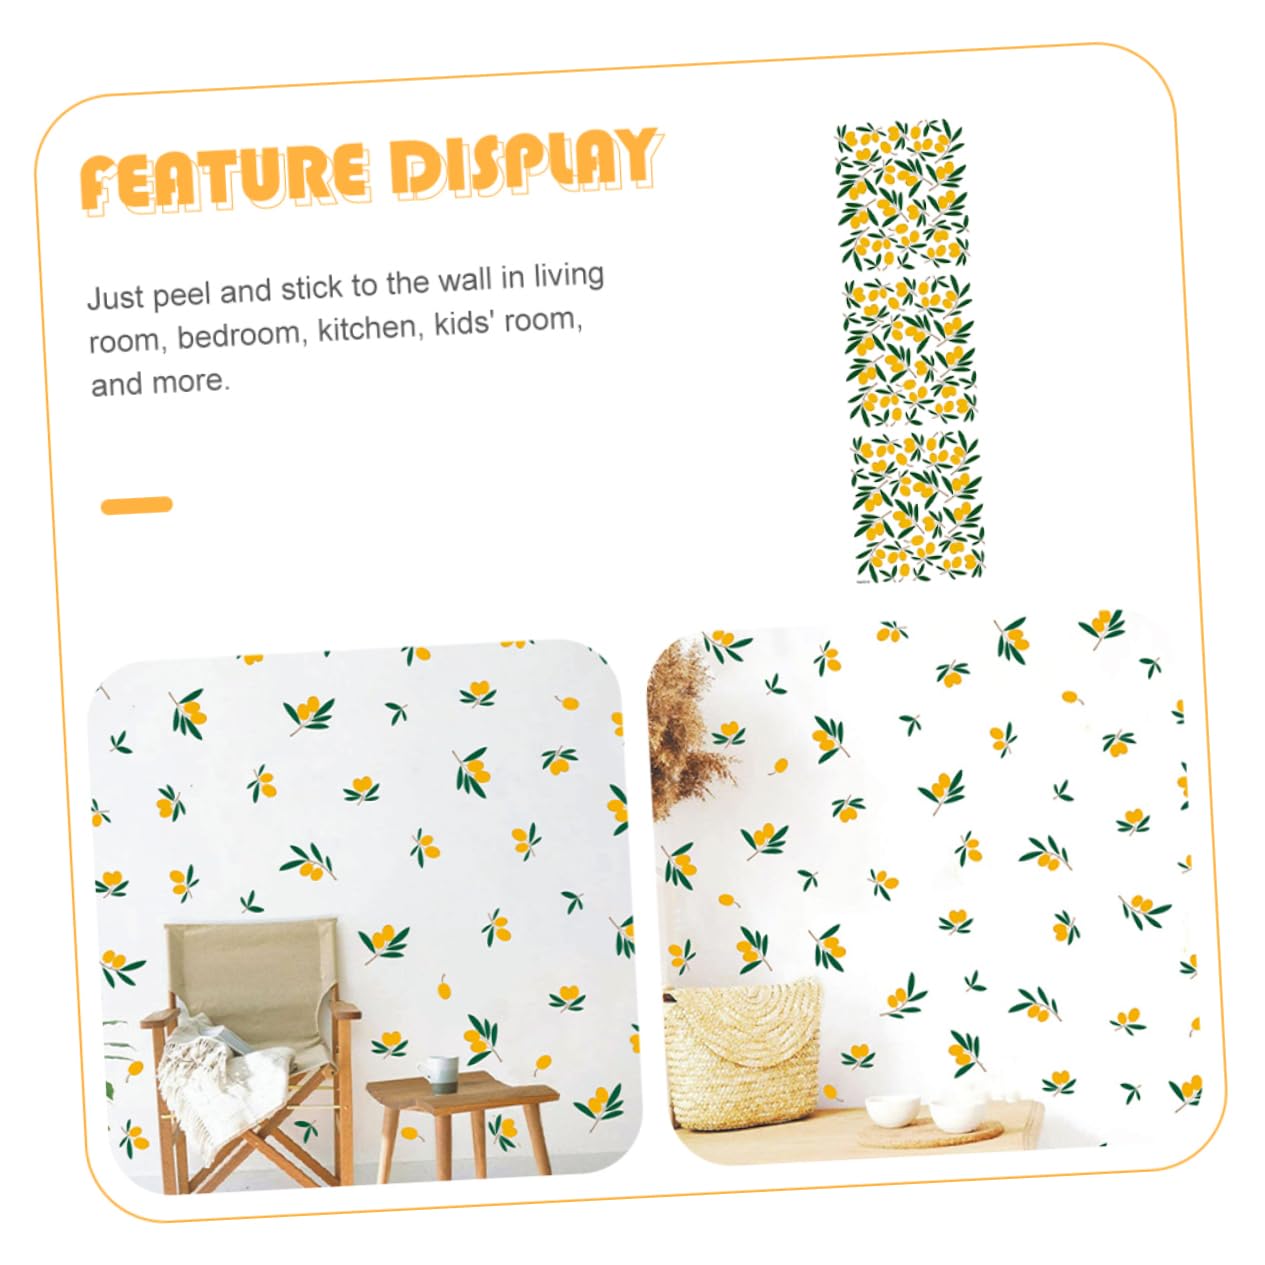 FEATURE DISPLAY
Just peel and stick to the wall in living
room, bedroom, kitchen, kids' room,
and more.